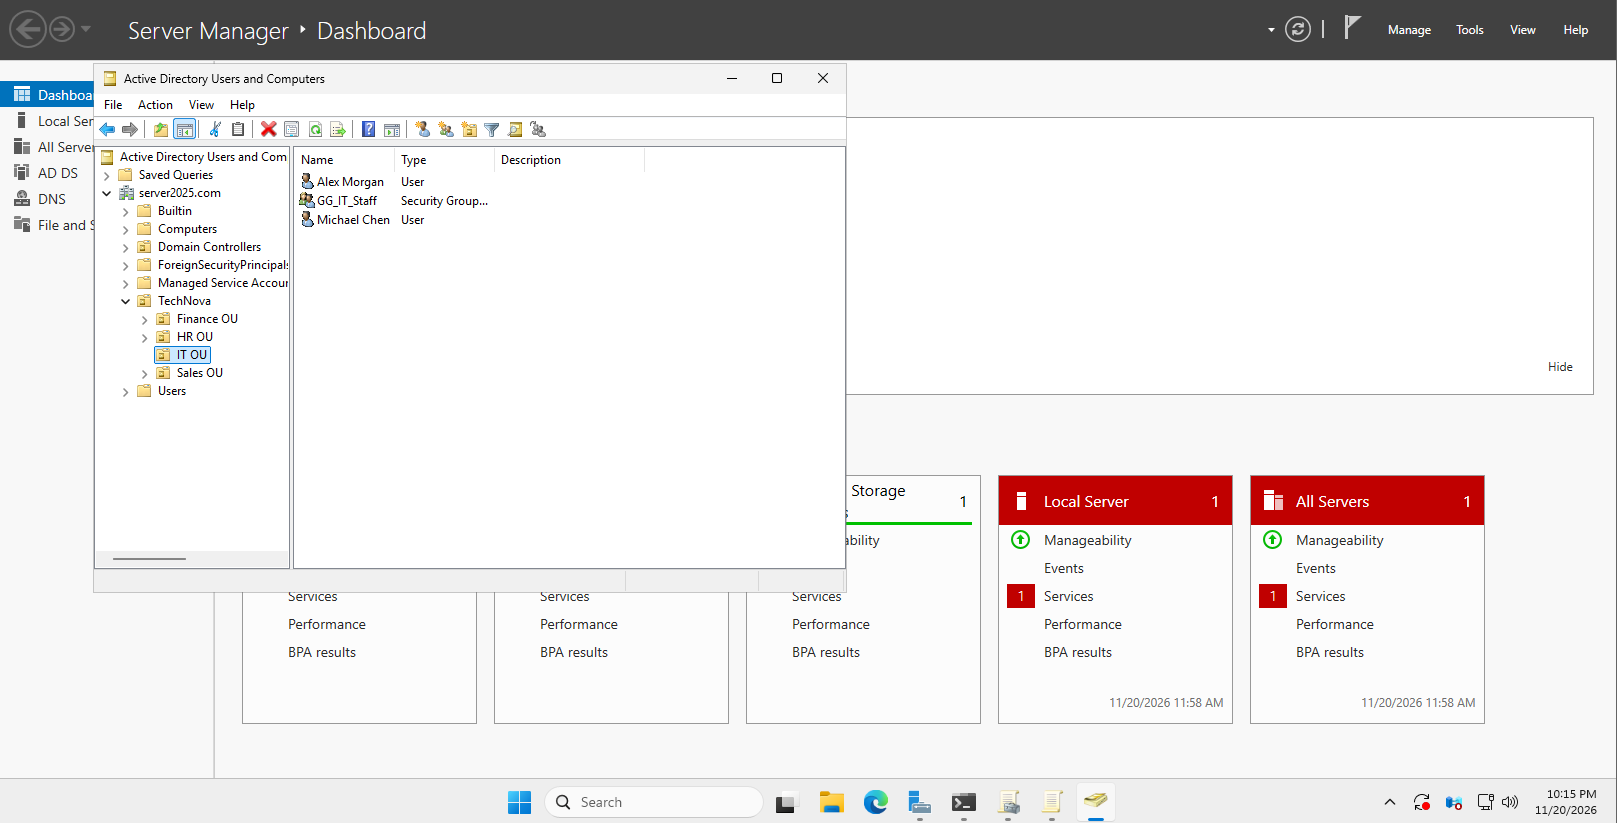 Server Manager ‣ Dashboard
Manage Tools View Help
Dashboar
Local Ser
All Server
AD DS
DNS
File and S
Active Directory Users and Computers
File Action View Help
Active Directory Users and Com
Saved Queries
server2025.com
Builtin
Computers
Domain Controllers
ForeignSecurityPrincipals
Managed Service Accour
TechNova
Finance OU
HR OU
IT OU
Sales OU
Users
Name Type Description
Alex Morgan User
GG_IT_Staff Security Group...
Michael Chen User
Hide
Services
Performance
BPA results
Services
Performance
BPA results
Storage 1
s
ability
Services
Performance
BPA results
Local Server 1
Manageability
Events
1 Services
Performance
BPA results
11/20/2026 11:58 AM
All Servers 1
Manageability
Events
1 Services
Performance
BPA results
11/20/2026 11:58 AM
Search
10:15 PM
11/20/2026